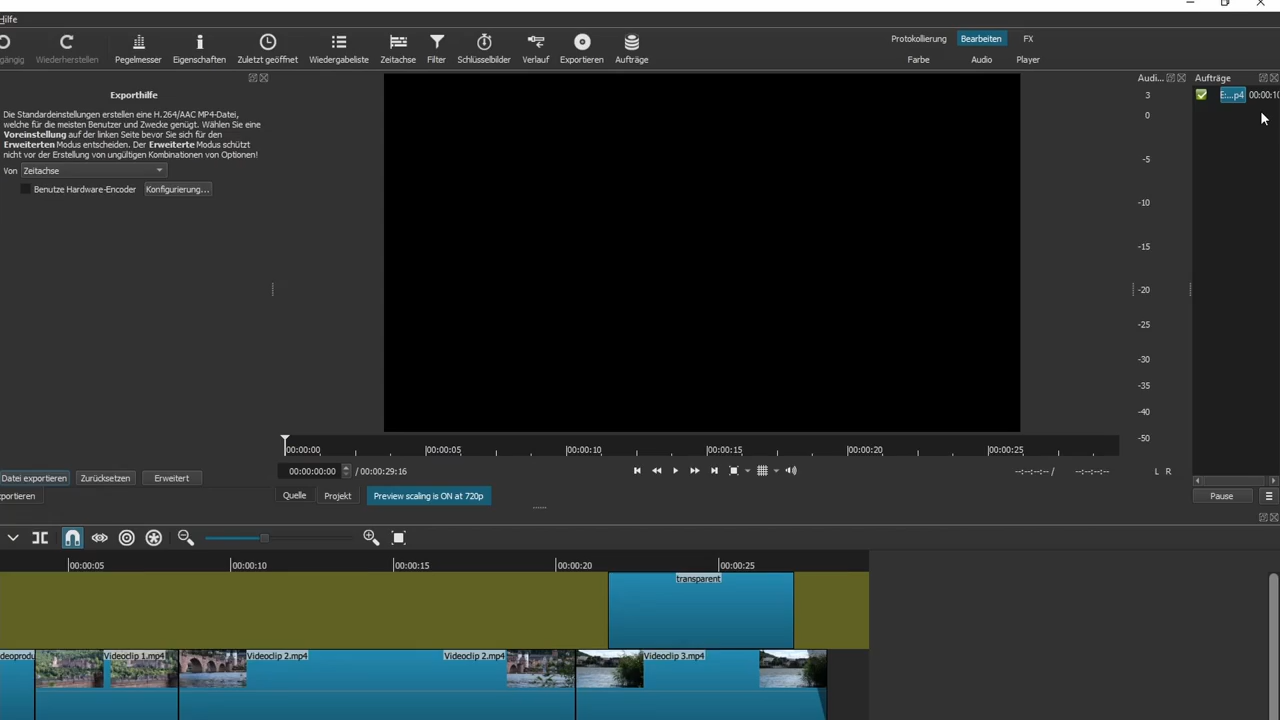 Hilfe
gängig
Wiederherstellen
Pegelmesser
Eigenschaften
Zuletzt geöffnet
Wiedergabeliste
Zeitachse
Filter
Schlüsselbilder
Verlauf
Exportieren
Aufträge
Protokollierung
Bearbeiten
FX
Farbe
Audio
Player
Audi...
Aufträge
Exporthilfe
Die Standardeinstellungen erstellen eine H.264/AAC MP4-Datei,
welche für die meisten Benutzer und Zwecke genügt. Wählen Sie eine
Voreinstellung auf der linken Seite bevor Sie sich für den
Erweiterten Modus entscheiden. Der Erweiterte Modus schützt
nicht vor der Erstellung von ungültigen Kombinationen von Optionen!
Von Zeitachse
Benutze Hardware-Encoder
Konfigurierung...
3
0
-5
-10
-15
-20
-25
-30
-35
-40
-50
L R
E:...p4 00:00:10
00:00:00
00:00:05
00:00:10
00:00:15
00:00:20
00:00:25
00:00:00:00 / 00:00:29:16
--:--:--:-- / --:--:--:--
Datei exportieren
Zurücksetzen
Erweitert
portieren
Quelle
Projekt
Preview scaling is ON at 720p
Pause
00:00:05
00:00:10
00:00:15
00:00:20
00:00:25
transparent
deoprodu
Videoclip 1.mp4
Videoclip 2.mp4
Videoclip 2.mp4
Videoclip 3.mp4